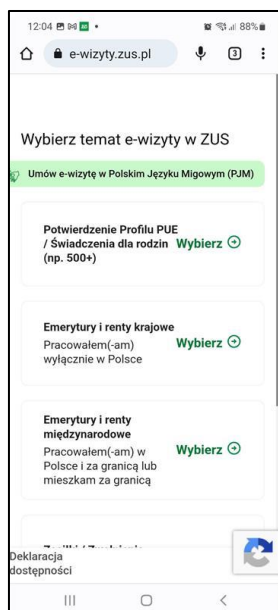 12:04
88%
e-wizyty.zus.pl
3
Wybierz temat e-wizyty w ZUS
Umów e-wizytę w Polskim Języku Migowym (PJM)
Potwierdzenie Profilu PUE
/ Świadczenia dla rodzin
(np. 500+)
Wybierz
Emerytury i renty krajowe
Pracowałem(-am)
wyłącznie w Polsce
Wybierz
Emerytury i renty
międzynarodowe
Pracowałem(-am) w
Polsce i za granicą lub
mieszkam za granicą
Wybierz
Deklaracja
dostępności